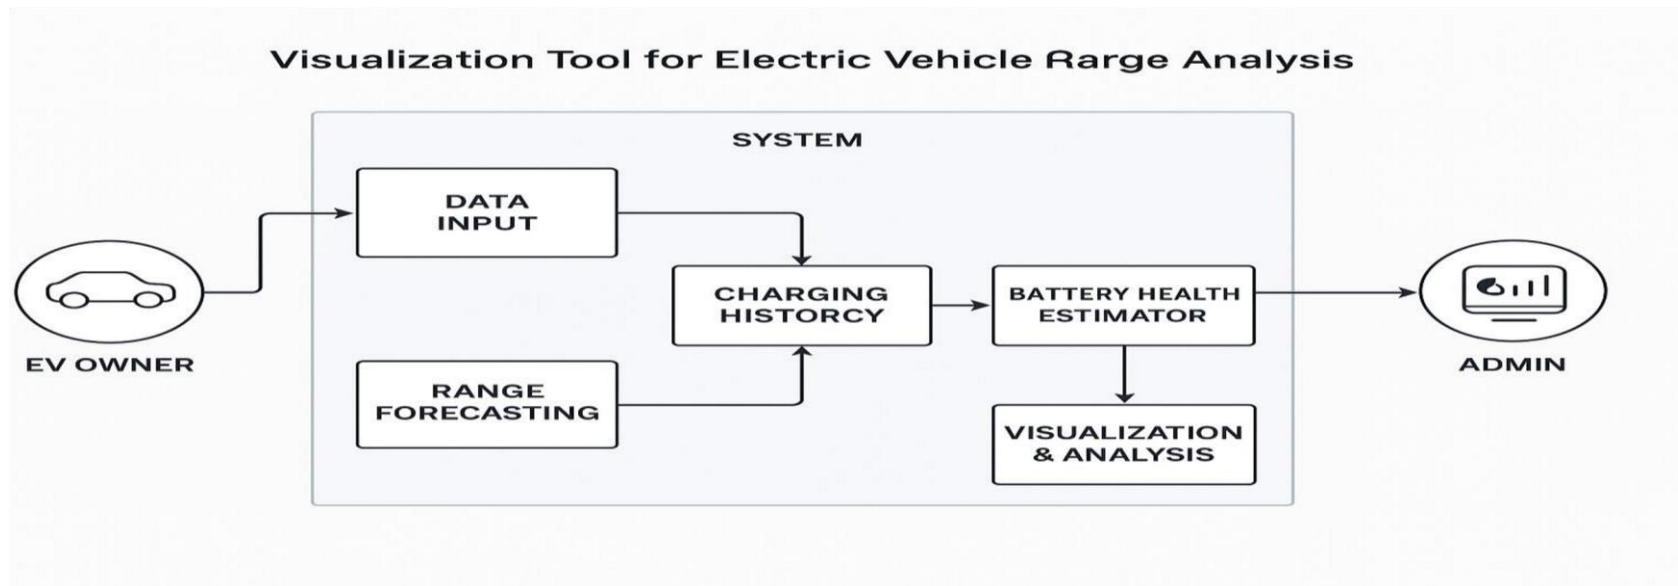 Visualization Tool for Electric Vehicle Rarge Analysis
SYSTEM
DATA
INPUT
CHARGING
HISTORCY
BATTERY HEALTH
ESTIMATOR
EV OWNER
ADMIN
RANGE
FORECASTING
VISUALIZATION
& ANALYSIS